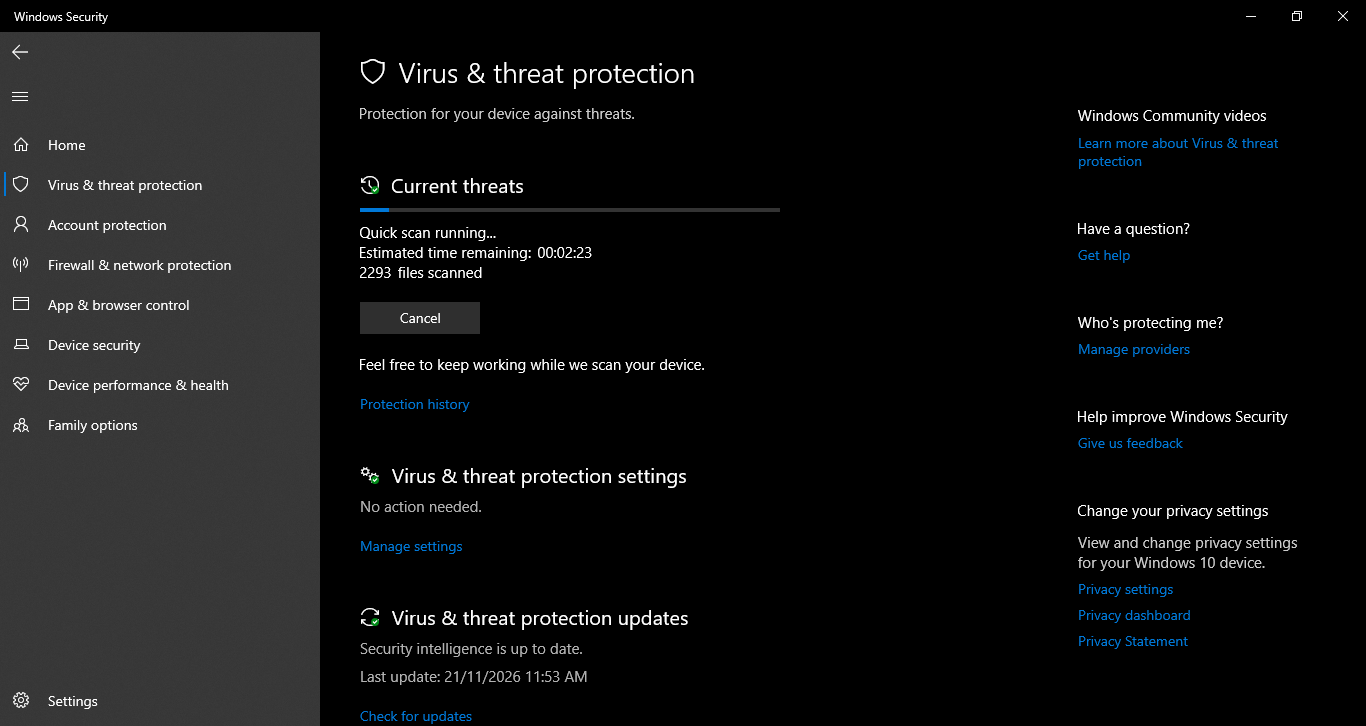 Windows Security
Home
Virus & threat protection
Account protection
Firewall & network protection
App & browser control
Device security
Device performance & health
Family options
Settings
Virus & threat protection
Protection for your device against threats.
Current threats
Quick scan running...
Estimated time remaining: 00:02:23
2293 files scanned
Cancel
Feel free to keep working while we scan your device.
Protection history
Virus & threat protection settings
No action needed.
Manage settings
Virus & threat protection updates
Security intelligence is up to date.
Last update: 21/11/2026 11:53 AM
Check for updates
Windows Community videos
Learn more about Virus & threat
protection
Have a question?
Get help
Who's protecting me?
Manage providers
Help improve Windows Security
Give us feedback
Change your privacy settings
View and change privacy settings
for your Windows 10 device.
Privacy settings
Privacy dashboard
Privacy Statement